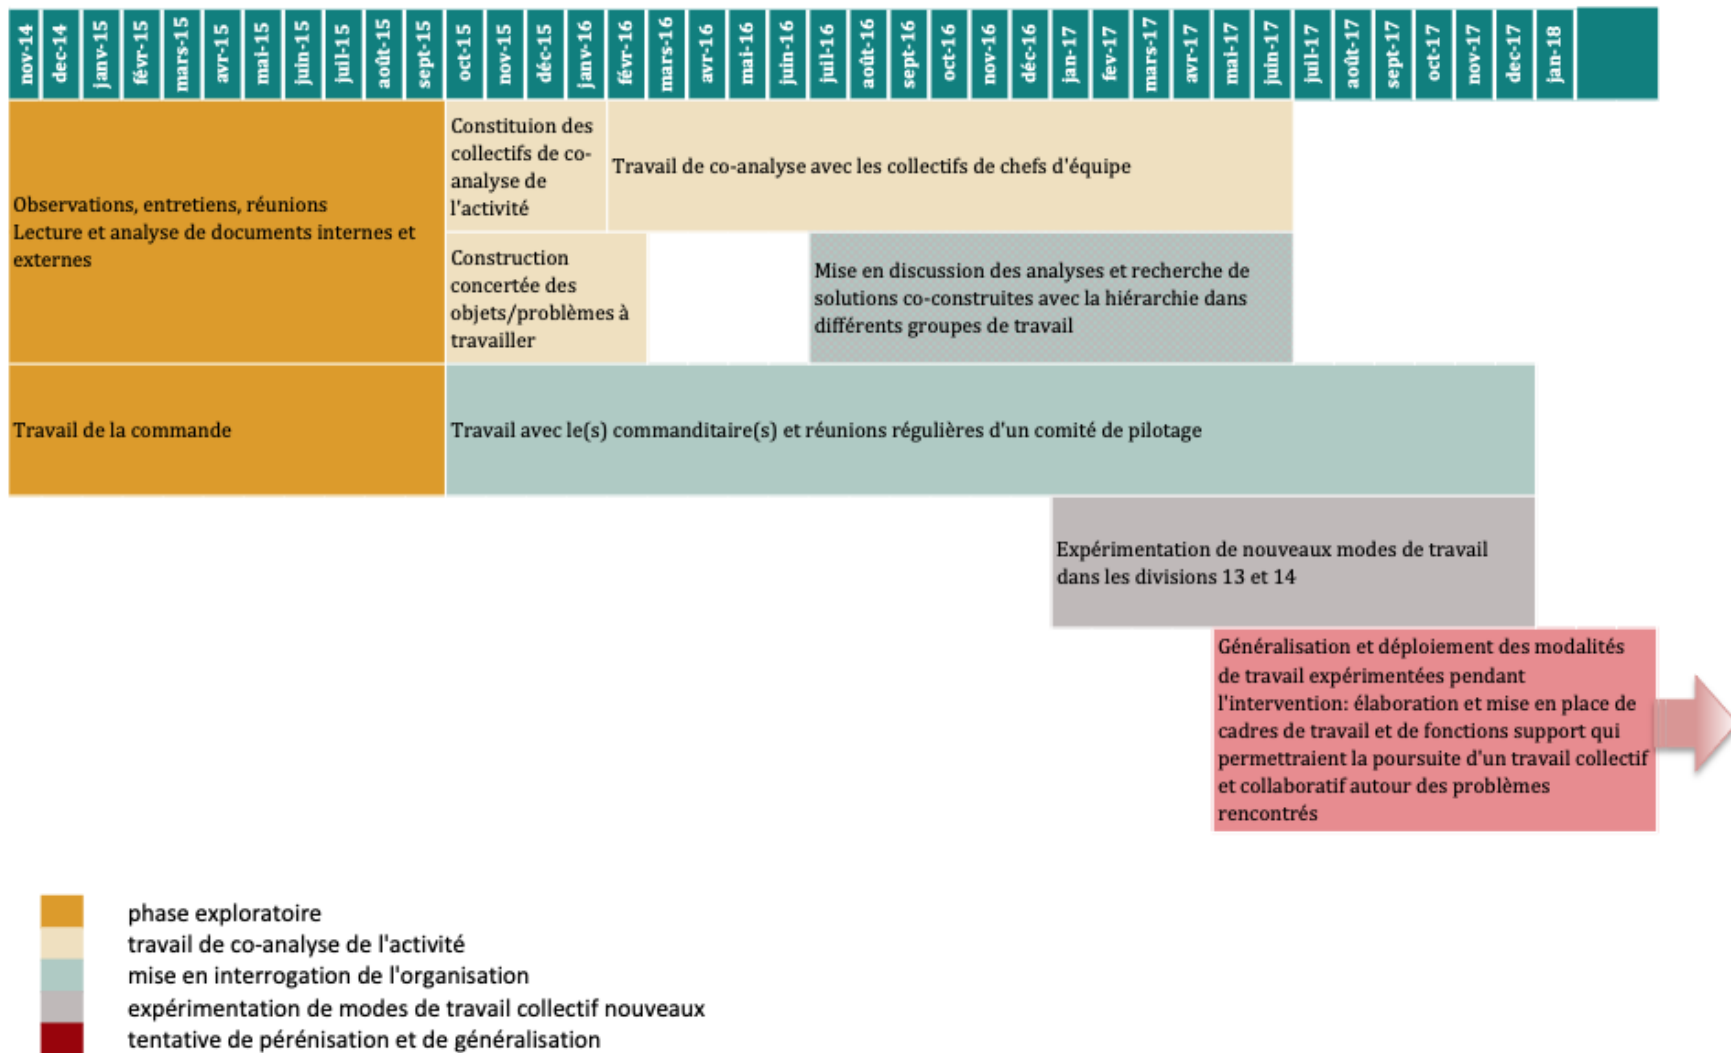 nov-14
dec-14
janv-15
févr-15
mars-15
avr-15
mai-15
juin-15
juil-15
août-15
sept-15
oct-15
nov-15
déc-15
janv-16
févr-16
mars-16
avr-16
mai-16
juin-16
juil-16
août-16
sept-16
oct-16
nov-16
déc-16
jan-17
fev-17
mars-17
avr-17
mai-17
juin-17
juil-17
août-17
sept-17
oct-17
nov-17
dec-17
jan-18
Observations, entretiens, réunions
Lecture et analyse de documents internes et
externes
Constituion des
collectifs de co-
analyse de
l'activité
Travail de co-analyse avec les collectifs de chefs d'équipe
Construction
concertée des
objets/problèmes à
travailler
Mise en discussion des analyses et recherche de
solutions co-construites avec la hiérarchie dans
différents groupes de travail
Travail de la commande
Travail avec le(s) commanditaire(s) et réunions régulières d'un comité de pilotage
Expérimentation de nouveaux modes de travail
dans les divisions 13 et 14
Généralisation et déploiement des modalités
de travail expérimentées pendant
l'intervention: élaboration et mise en place de
cadres de travail et de fonctions support qui
permettraient la poursuite d'un travail collectif
et collaboratif autour des problèmes
rencontrés
phase exploratoire
travail de co-analyse de l'activité
mise en interrogation de l'organisation
expérimentation de modes de travail collectif nouveaux
tentative de pérénisation et de généralisation